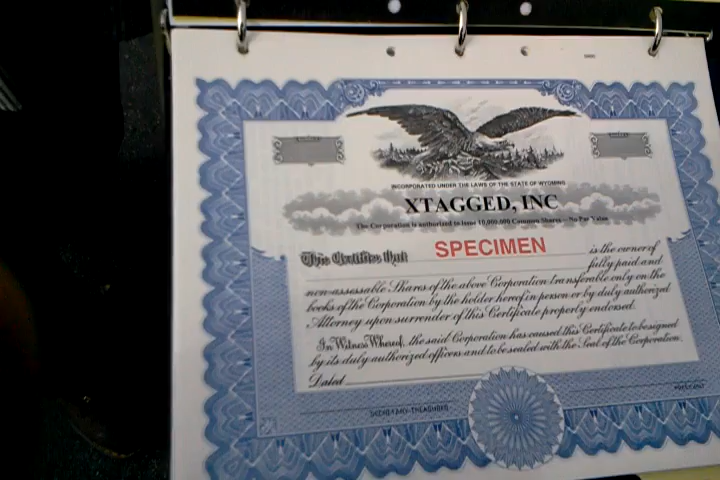 INCORPORATED UNDER THE LAWS OF THE STATE OF WYOMING
XTAGGED, INC
The Corporation is authorized to issue 10,000,000 Common Shares – No Par Value
This Certifies that SPECIMEN is the owner of
fully paid and
non-assessable Shares of the above Corporation transferable only on the
books of the Corporation by the holder hereof in person or by duly authorized
Attorney upon surrender of this Certificate properly endorsed.
In Witness Whereof, the said Corporation has caused this Certificate to be signed
by its duly authorized officers and to be sealed with the Seal of the Corporation.
Dated
SECRETARY-TREASURER
PRESIDENT